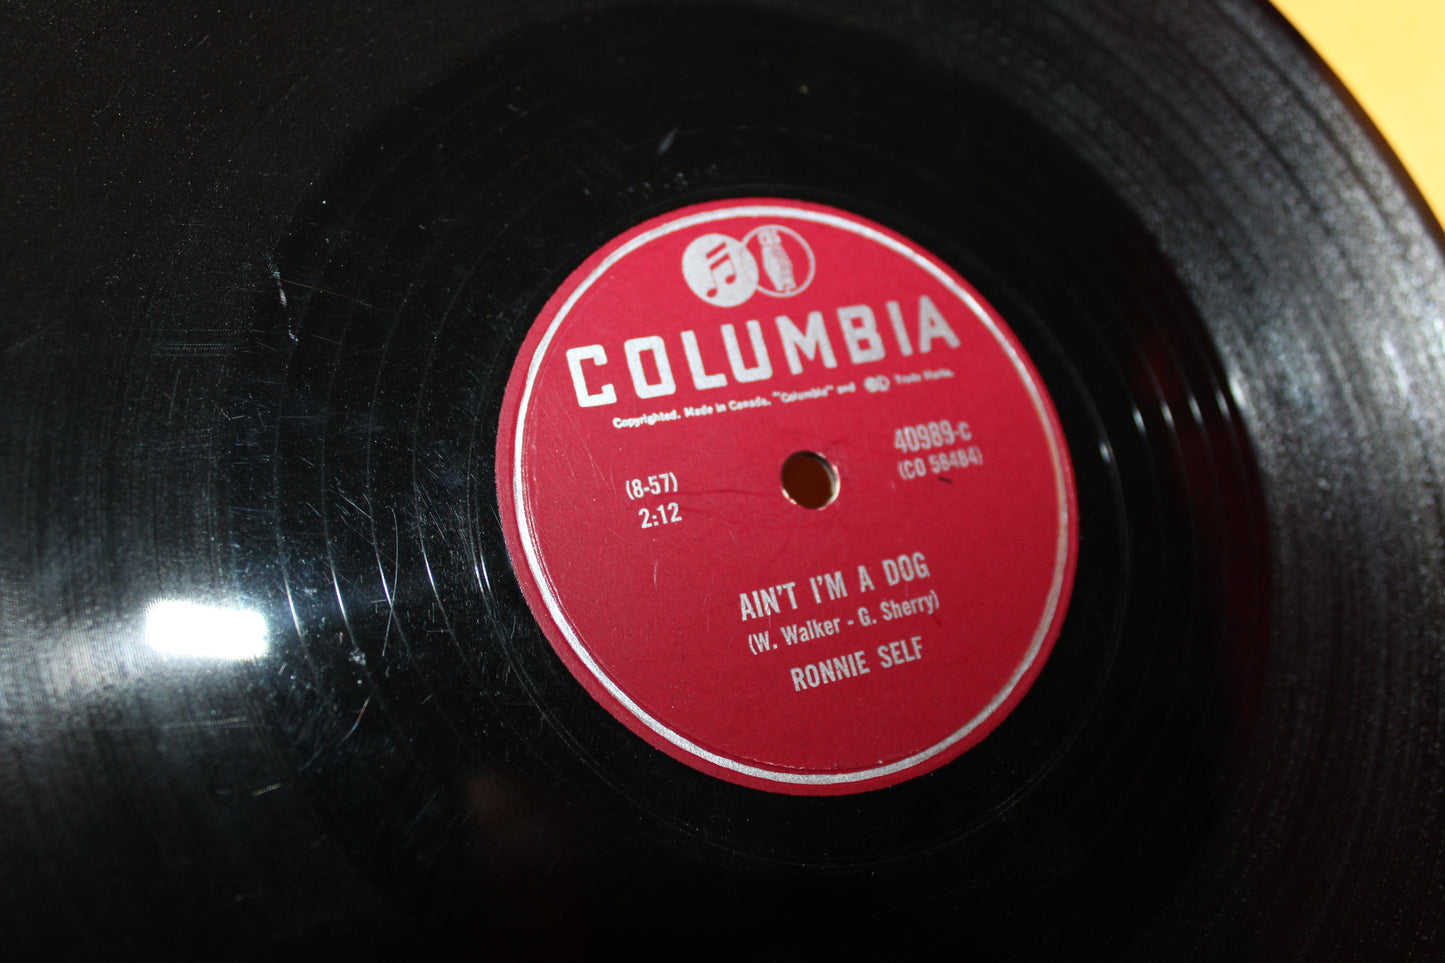 CBS
COLUMBIA
Copyrighted. Made in Canada. "Columbia" and Trade Marks.
40989-c
(CO 58484)
(8-57)
2:12
AIN'T I'M A DOG
(W. Walker - G. Sherry)
RONNIE SELF